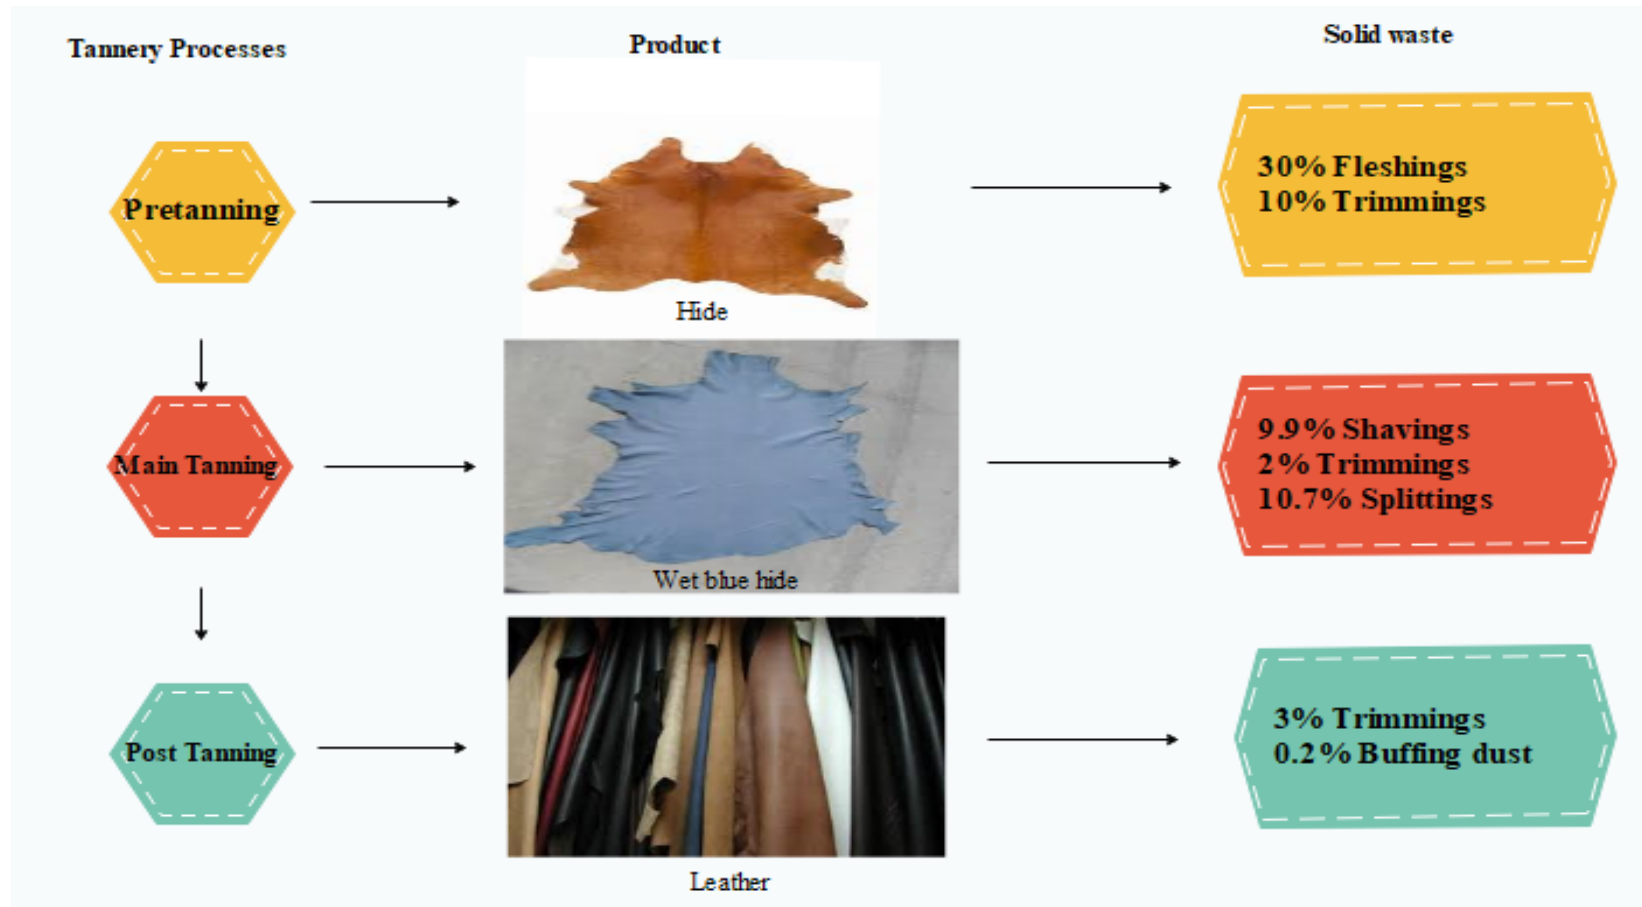 Tannery Processes
Product
Solid waste
Pretanning
Hide
30% Fleshings
10% Trimmings
Main Tanning
Wet blue hide
9.9% Shavings
2% Trimmings
10.7% Splittings
Post Tanning
Leather
3% Trimmings
0.2% Buffing dust